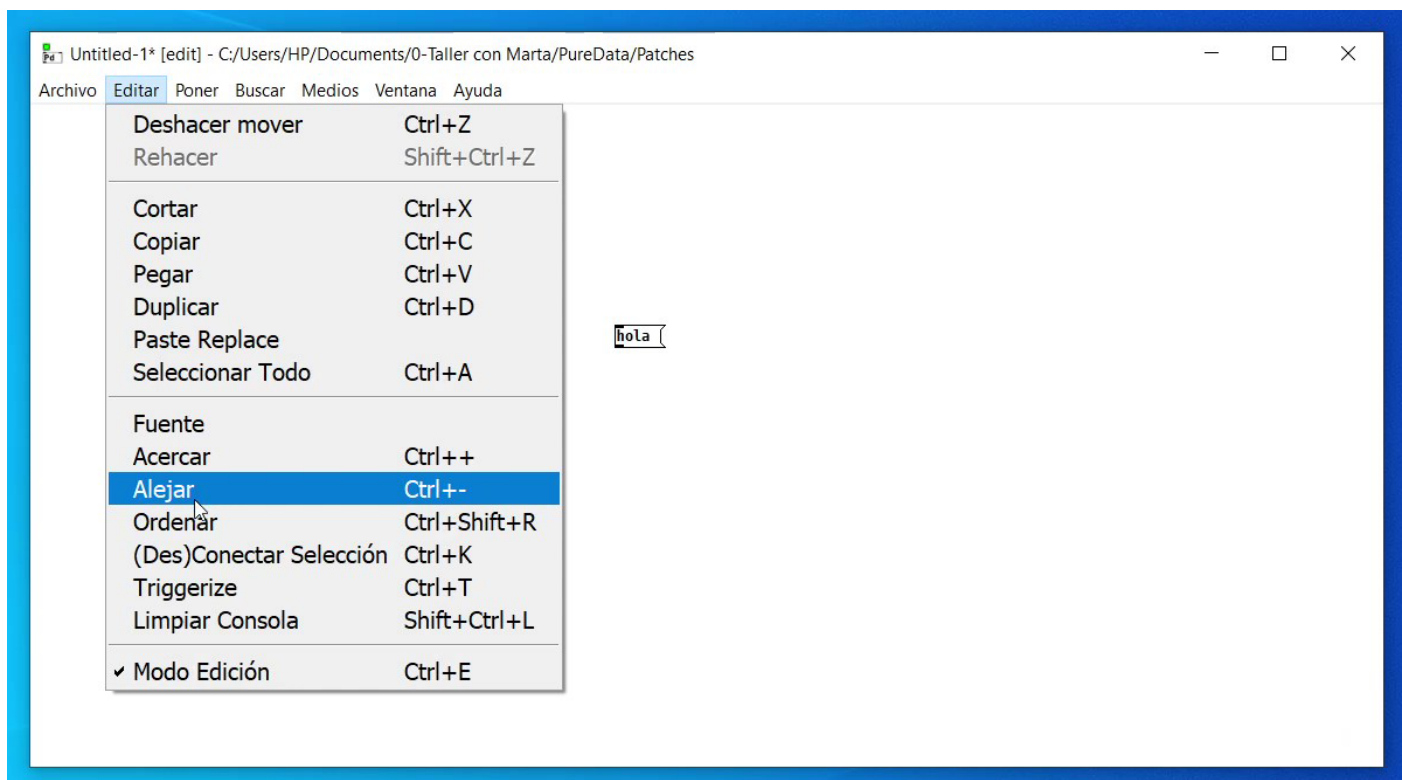 Untitled-1* [edit] - C:/Users/HP/Documents/0-Taller con Marta/PureData/Patches
Archivo Editar Poner Buscar Medios Ventana Ayuda
Deshacer mover Ctrl+Z
Rehacer Shift+Ctrl+Z
Cortar Ctrl+X
Copiar Ctrl+C
Pegar Ctrl+V
Duplicar Ctrl+D
Paste Replace
hola
Seleccionar Todo Ctrl+A
Fuente
Acercar Ctrl++
Alejar Ctrl+-
Ordenar Ctrl+Shift+R
(Des)Conectar Selección Ctrl+K
Triggerize Ctrl+T
Limpiar Consola Shift+Ctrl+L
✓ Modo Edición Ctrl+E